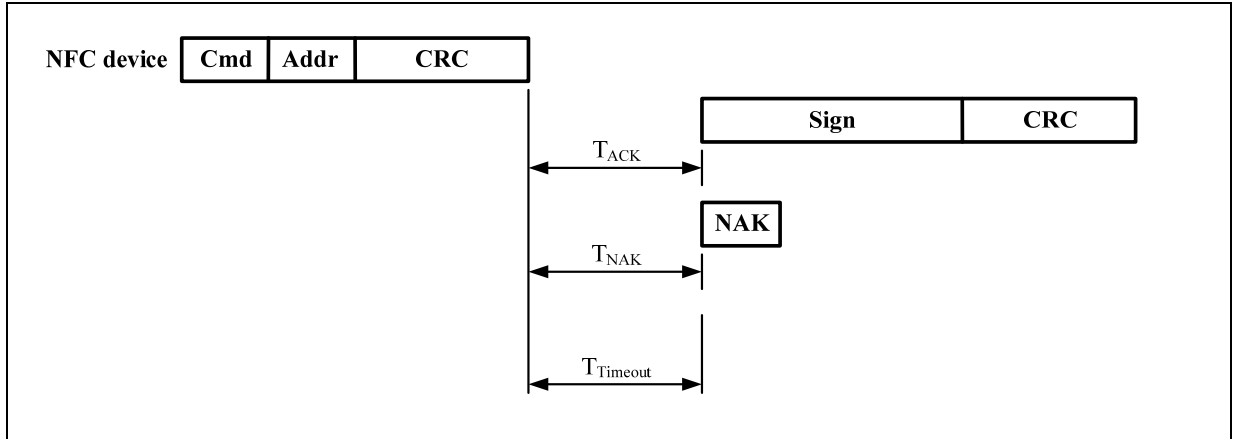 NFC device Cmd Addr CRC
Sign CRC
TACK
NAK
TNAK
TTimeout